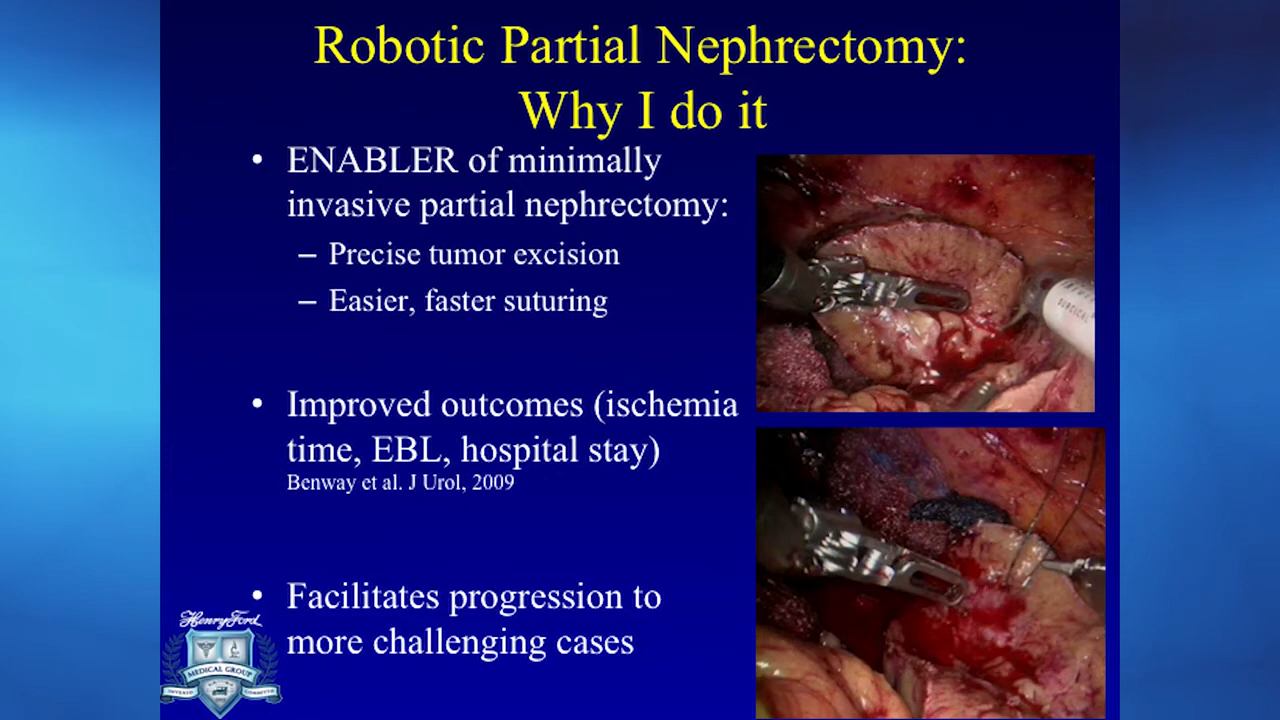 Robotic Partial Nephrectomy:
Why I do it
• ENABLER of minimally
invasive partial nephrectomy:
– Precise tumor excision
– Easier, faster suturing
• Improved outcomes (ischemia
time, EBL, hospital stay)
Benway et al. J Urol, 2009
• Facilitates progression to
more challenging cases
Henry Ford
MEDICAL GROUP
SURGICAL